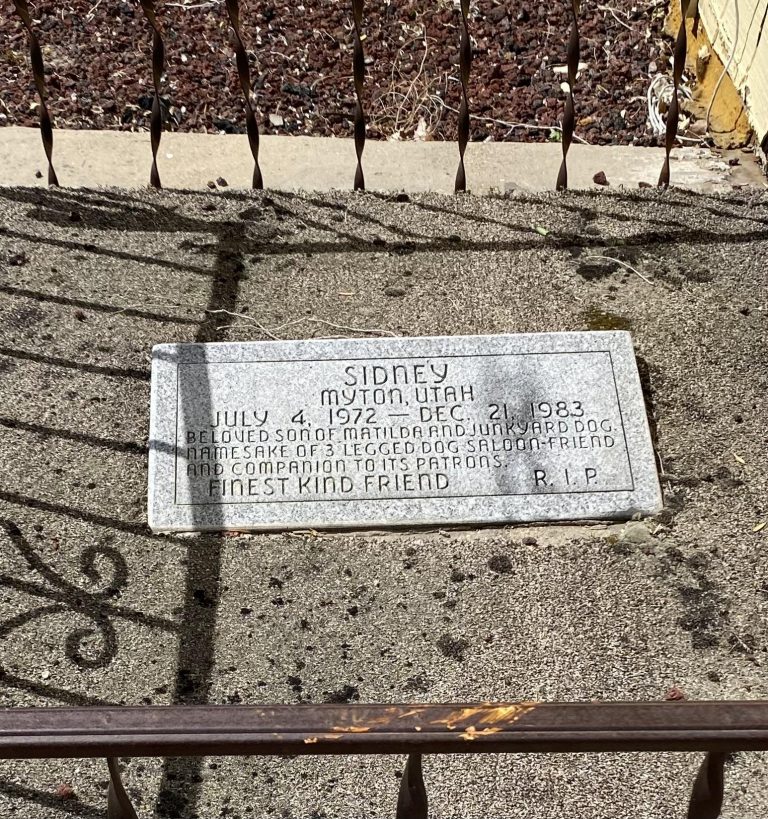 SIDNEY
MYTON, UTAH
JULY 4, 1972 — DEC. 21, 1983
BELOVED SON OF MATILDA AND JUNKYARD DOG
NAMESAKE OF 3 LEGGED DOG SALOON-FRIEND
AND COMPANION TO ITS PATRONS.
FINEST KIND FRIEND R. I. P.